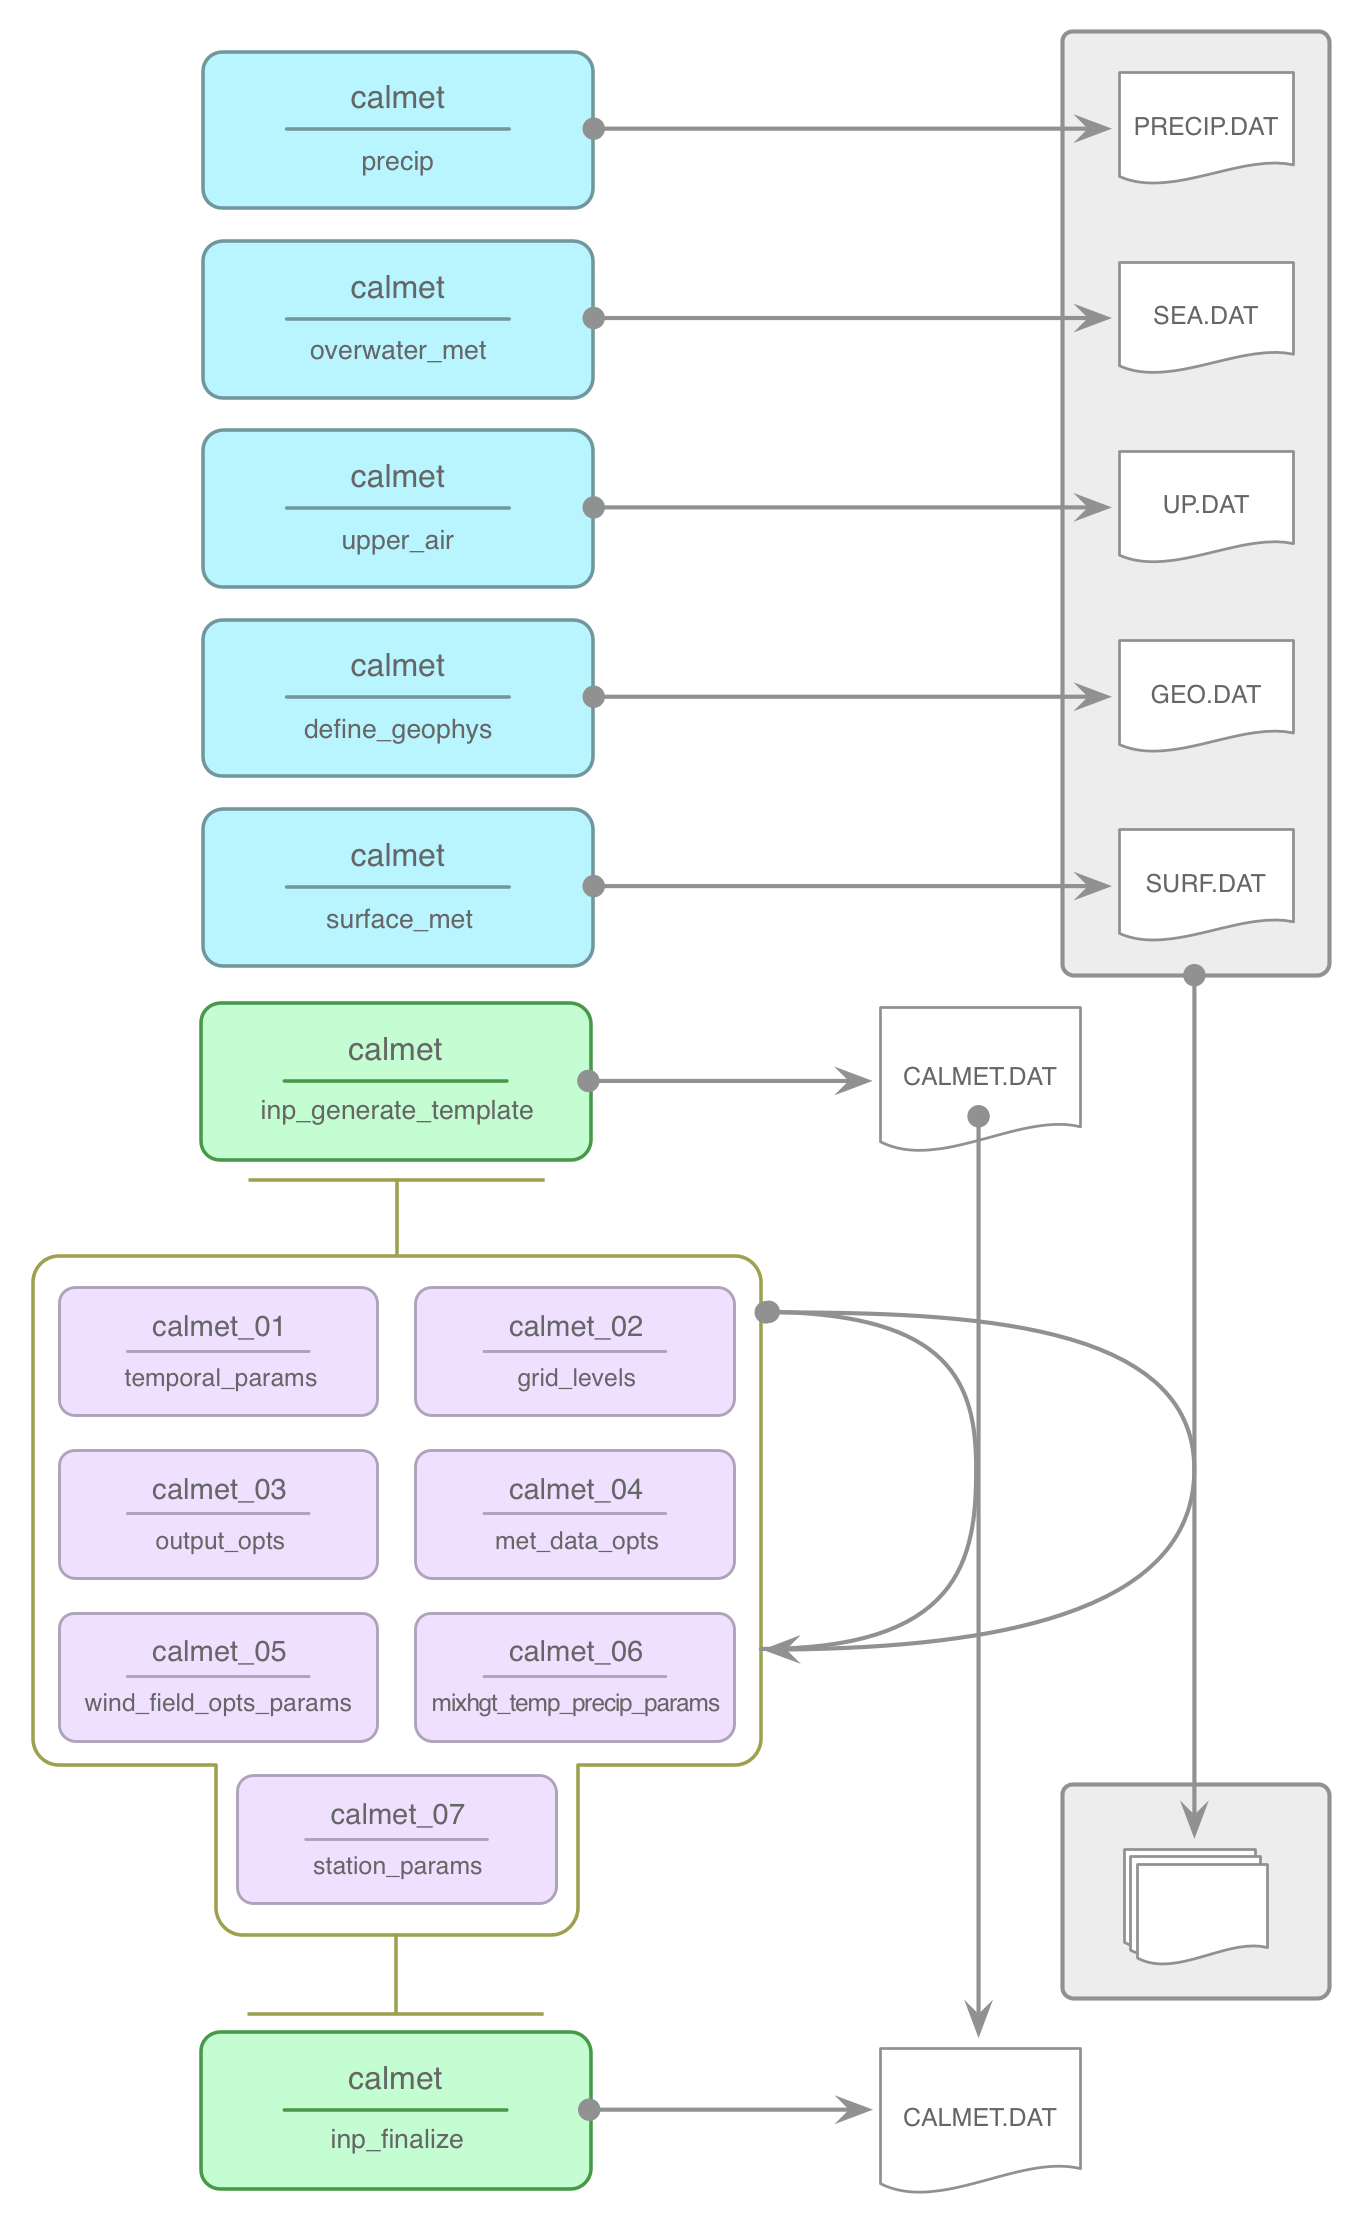 calmet
precip
PRECIP.DAT
calmet
overwater_met
SEA.DAT
calmet
upper_air
UP.DAT
calmet
define_geophys
GEO.DAT
calmet
surface_met
SURF.DAT
calmet
inp_generate_template
CALMET.DAT
calmet_01
temporal_params
calmet_02
grid_levels
calmet_03
output_opts
calmet_04
met_data_opts
calmet_05
wind_field_opts_params
calmet_06
mixhgt_temp_precip_params
calmet_07
station_params
calmet
inp_finalize
CALMET.DAT